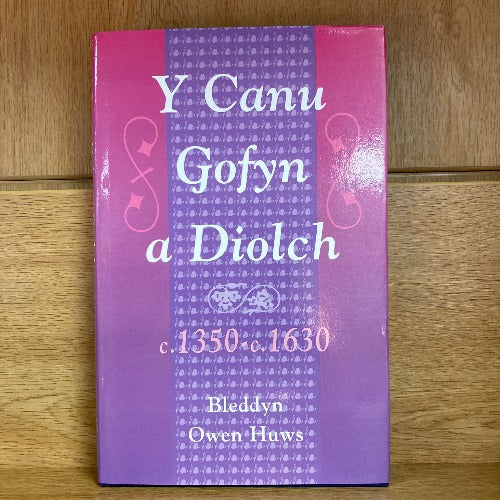 Y Canu
Gofyn
a Diolch
c.1350-c.1630
Bleddyn
Owen Huws